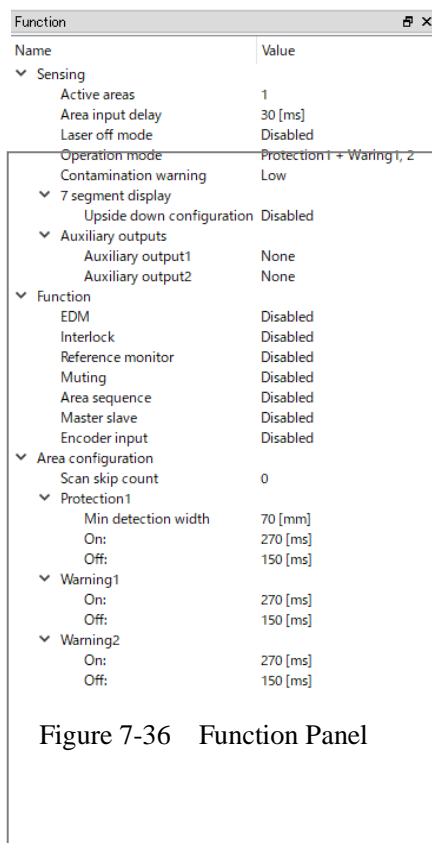 Function
Name Value
Sensing
Active areas 1
Area input delay 30 [ms]
Laser off mode Disabled
Operation mode Protection1 + Waring1, 2
Contamination warning Low
7 segment display
Upside down configuration Disabled
Auxiliary outputs
Auxiliary output1 None
Auxiliary output2 None
Function
EDM Disabled
Interlock Disabled
Reference monitor Disabled
Muting Disabled
Area sequence Disabled
Master slave Disabled
Encoder input Disabled
Area configuration
Scan skip count 0
Protection1
Min detection width 70 [mm]
On: 270 [ms]
Off: 150 [ms]
Warning1
On: 270 [ms]
Off: 150 [ms]
Warning2
On: 270 [ms]
Off: 150 [ms]
Figure 7-36 Function Panel